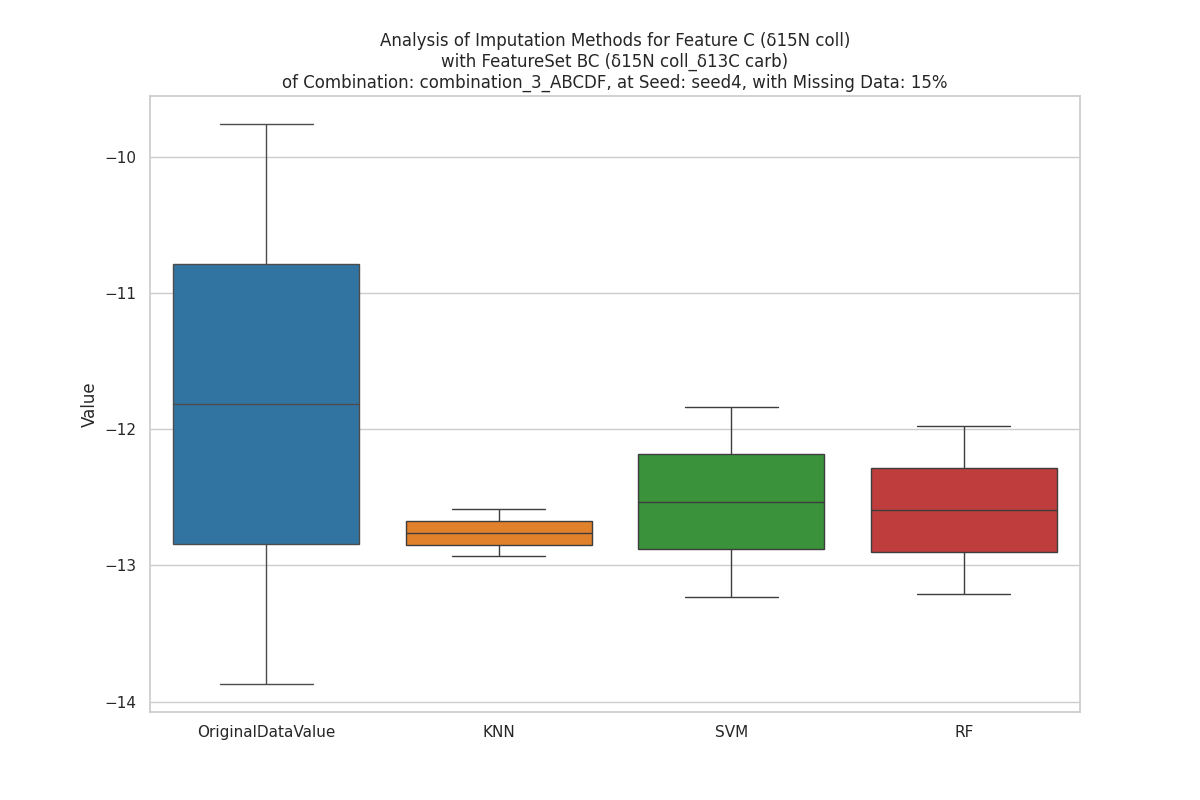 Analysis of Imputation Methods for Feature C (δ15N coll)
with FeatureSet BC (δ15N coll_δ13C carb)
of Combination: combination_3_ABCDF, at Seed: seed4, with Missing Data: 15%
Value
−10
−11
−12
−13
−14
OriginalDataValue
KNN
SVM
RF